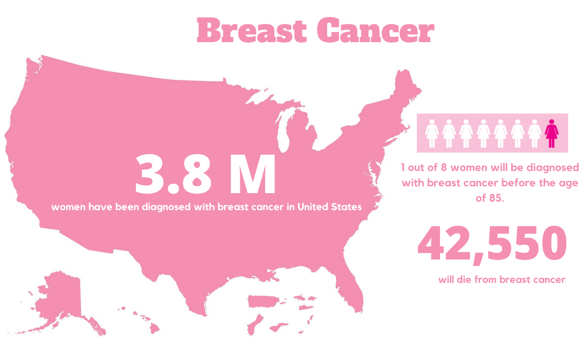 Breast Cancer
3.8 M
women have been diagnosed with breast cancer in United States
1 out of 8 women will be diagnosed
with breast cancer before the age
of 85.
42,550
will die from breast cancer